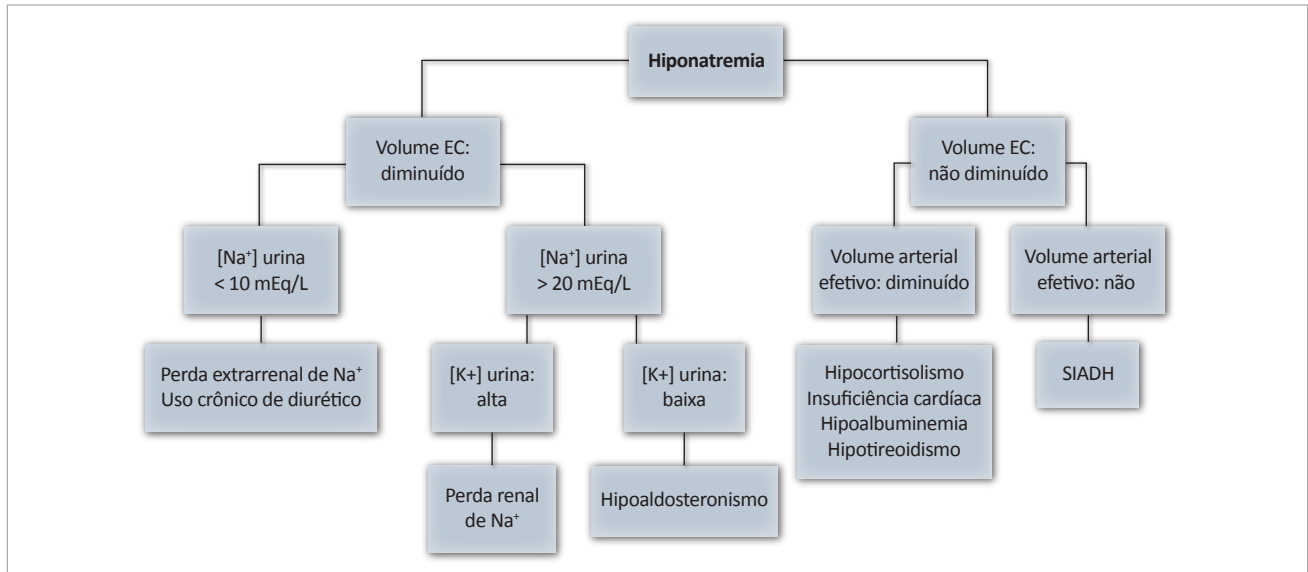 Hiponatremia
Volume EC:
diminuído
Volume EC:
não diminuído
[Na⁺] urina
< 10 mEq/L
[Na⁺] urina
> 20 mEq/L
Volume arterial
efetivo: diminuído
Volume arterial
efetivo: não
Perda extrarrenal de Na⁺
Uso crônico de diurético
[K+] urina:
alta
[K+] urina:
baixa
Hipocortisolismo
Insuficiência cardíaca
Hipoalbuminemia
Hipotireoidismo
SIADH
Perda renal
de Na⁺
Hipoaldosteronismo